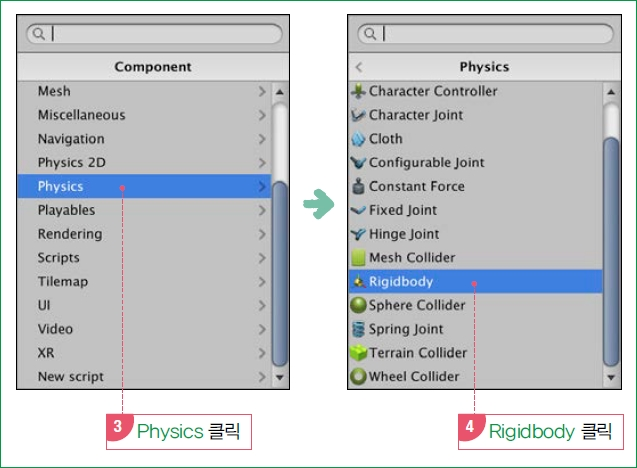 Component
Mesh
Miscellaneous
Navigation
Physics 2D
Physics
Playables
Rendering
Scripts
Tilemap
UI
Video
XR
New script
3 Physics 클릭
Physics
Character Controller
Character Joint
Cloth
Configurable Joint
Constant Force
Fixed Joint
Hinge Joint
Mesh Collider
Rigidbody
Sphere Collider
Spring Joint
Terrain Collider
Wheel Collider
4 Rigidbody 클릭